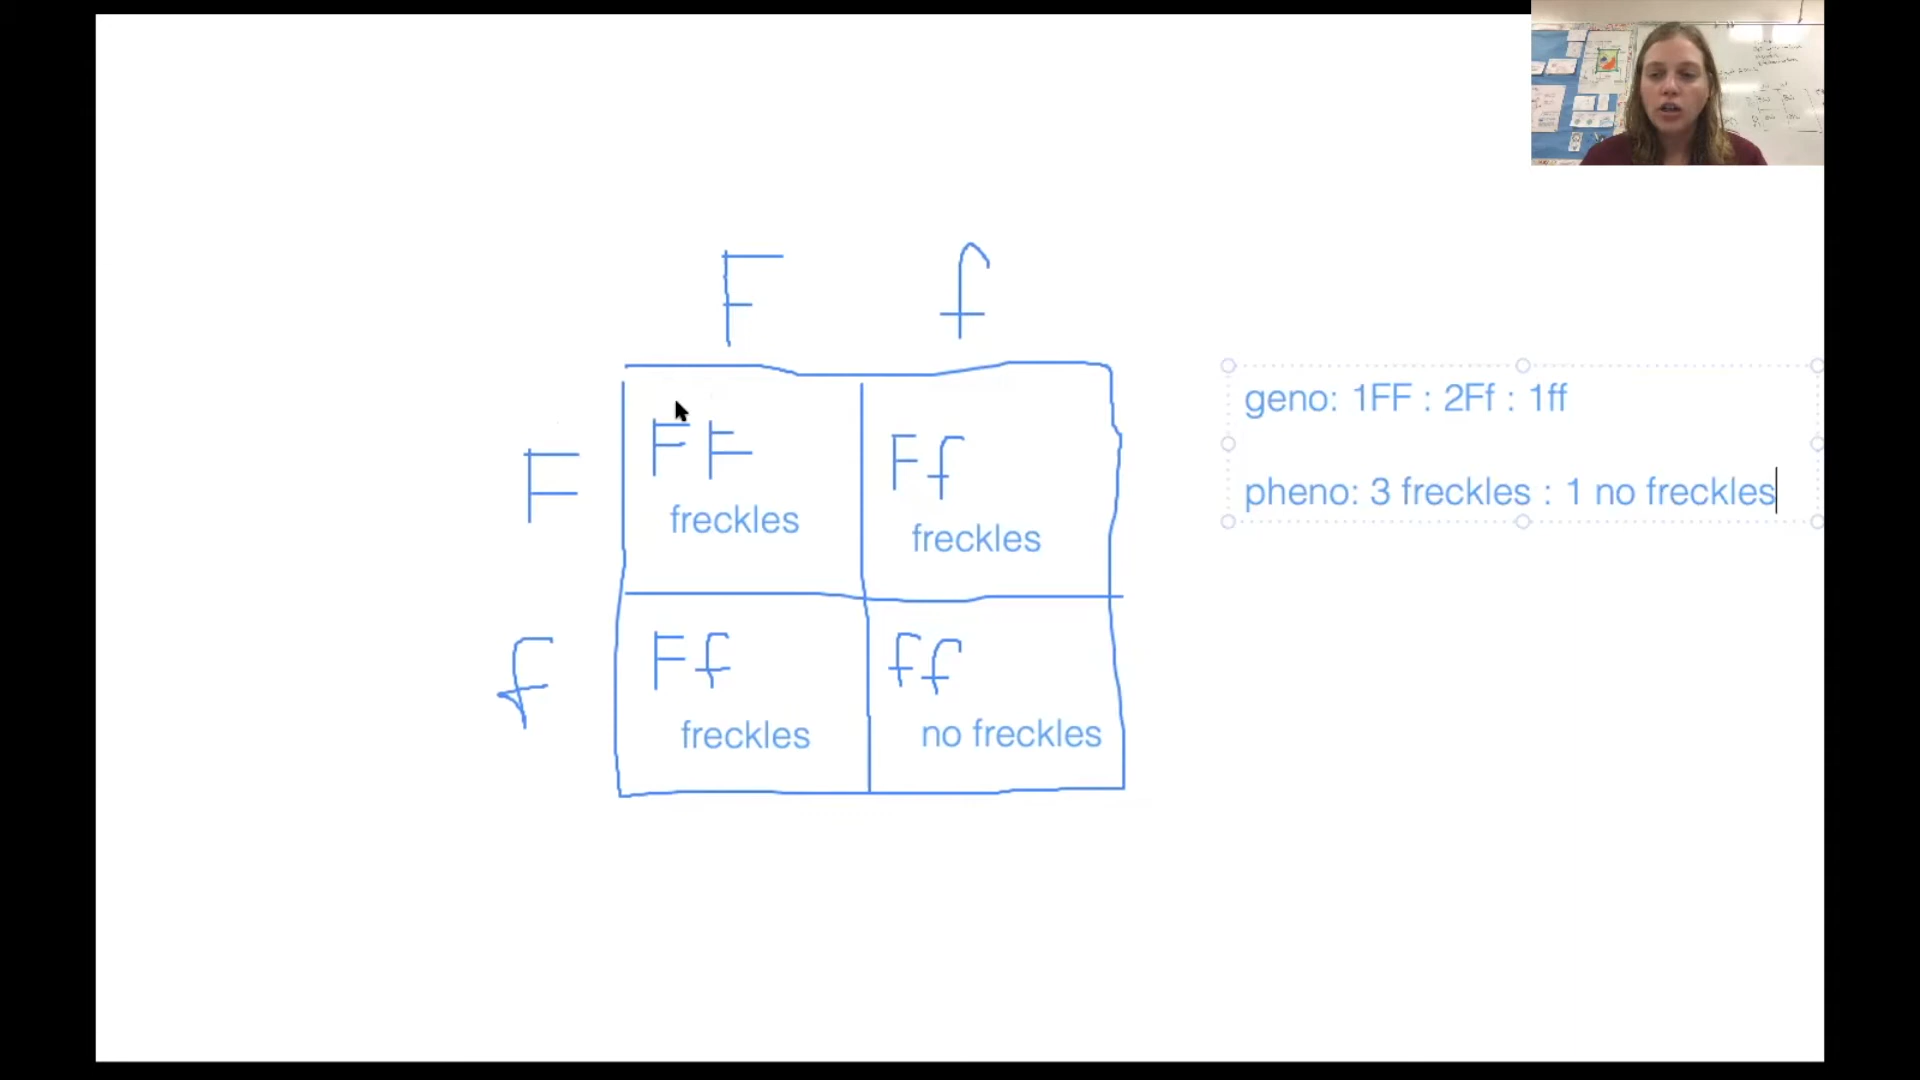 F f
F
FF
Ff
freckles
freckles
f
Ff
ff
freckles
no freckles
geno: 1FF : 2Ff : 1ff
pheno: 3 freckles : 1 no freckles